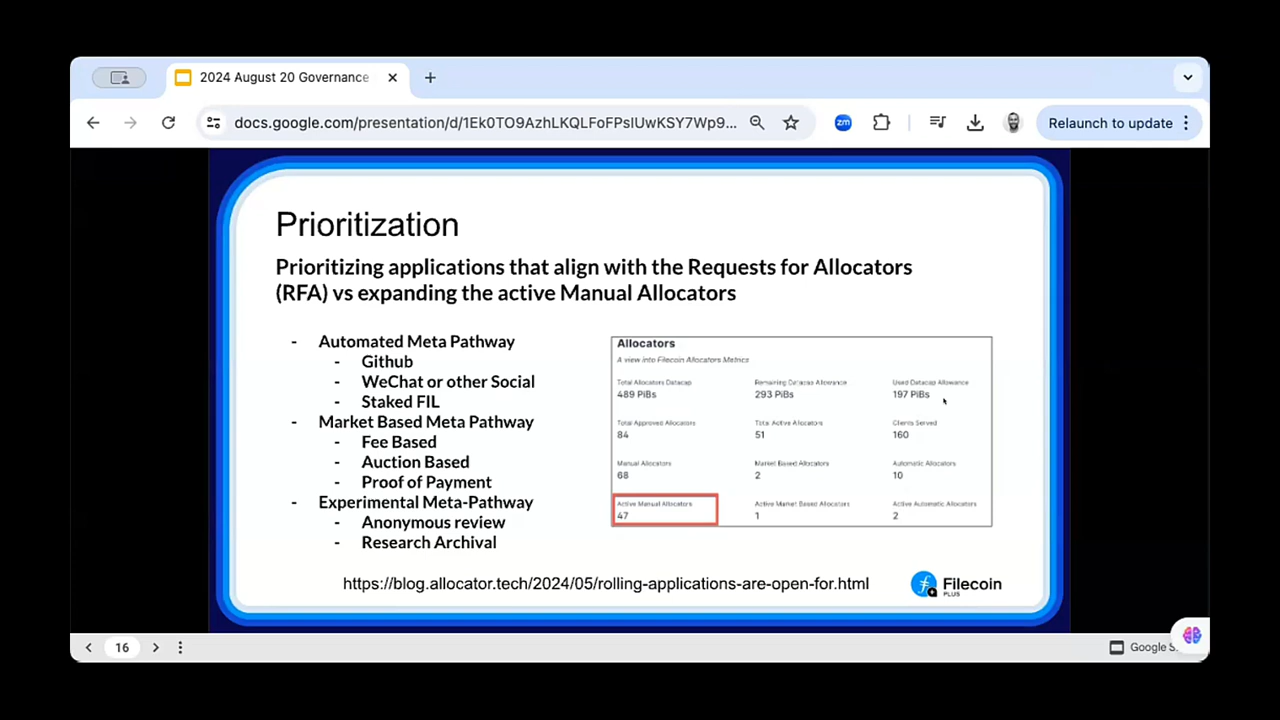 2024 August 20 Governance
docs.google.com/presentation/d/1Ek0TO9AzhLKQLFoFPslUwKSY7Wp9...
zm
Relaunch to update
Prioritization
Prioritizing applications that align with the Requests for Allocators
(RFA) vs expanding the active Manual Allocators
- Automated Meta Pathway
- Github
- WeChat or other Social
- Staked FIL
- Market Based Meta Pathway
- Fee Based
- Auction Based
- Proof of Payment
- Experimental Meta-Pathway
- Anonymous review
- Research Archival
Allocators
A view into Filecoin Allocators Metrics
Total Allocators Datacap
Remaining Datacap Allowance
Used Datacap Allowance
489 PiBs
293 PiBs
197 PiBs
Total Approved Allocators
Total Active Allocators
Clients Served
84
51
160
Manual Allocators
Market Based Allocators
Automatic Allocators
68
2
10
Active Manual Allocators
Active Market Based Allocators
Active Automatic Allocators
47
1
2
https://blog.allocator.tech/2024/05/rolling-applications-are-open-for.html
Filecoin
PLUS
16
Google S